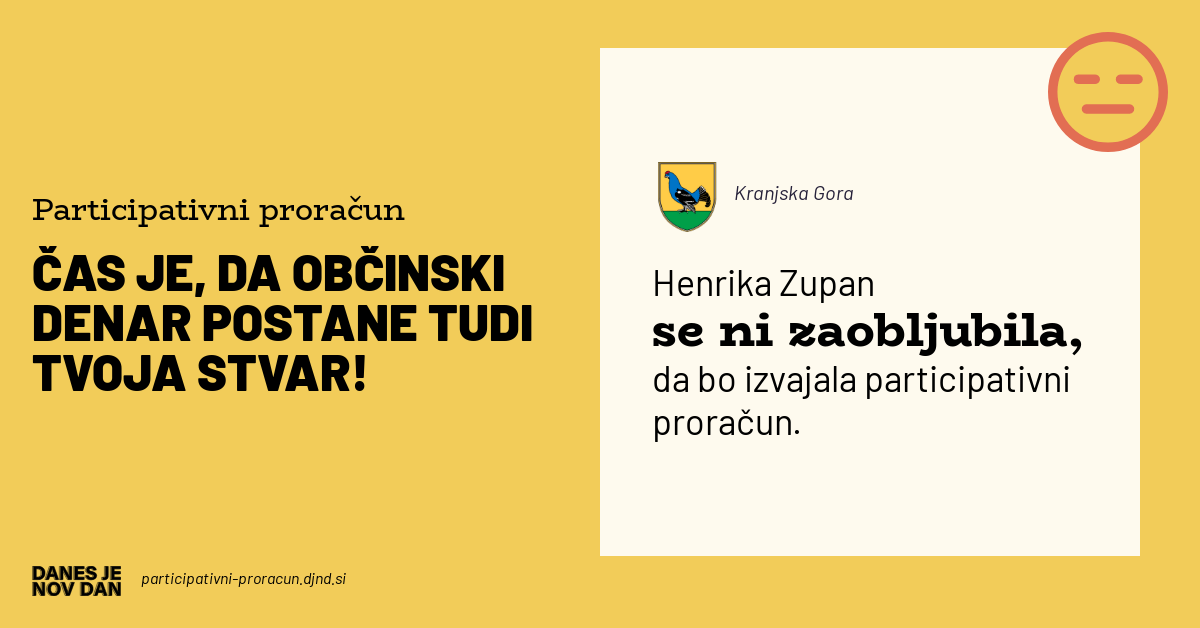 Participativni proračun
ČAS JE, DA OBČINSKI
DENAR POSTANE TUDI
TVOJA STVAR!
DANES JE
NOV DAN
participativni-proracun.djnd.si
Kranjska Gora
Henrika Zupan
se ni zaobljubila,
da bo izvajala participativni
proračun.